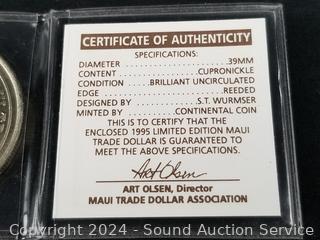 CERTIFICATE OF AUTHENTICITY
SPECIFICATIONS:
DIAMETER ........................39MM
CONTENT ...............CUPRONICKLE
CONDITION .....BRILLIANT UNCIRCULATED
EDGE .........................REEDED
DESIGNED BY ...............S.T. WURMSER
MINTED BY ............CONTINENTAL COIN
THIS IS TO CERTIFY THAT THE
ENCLOSED 1995 LIMITED EDITION MAUI
TRADE DOLLAR IS GUARANTEED TO
MEET THE ABOVE SPECIFICATIONS.
Art Olsen
ART OLSEN, Director
MAUI TRADE DOLLAR ASSOCIATION
Copyright 2024 - Sound Auction Service